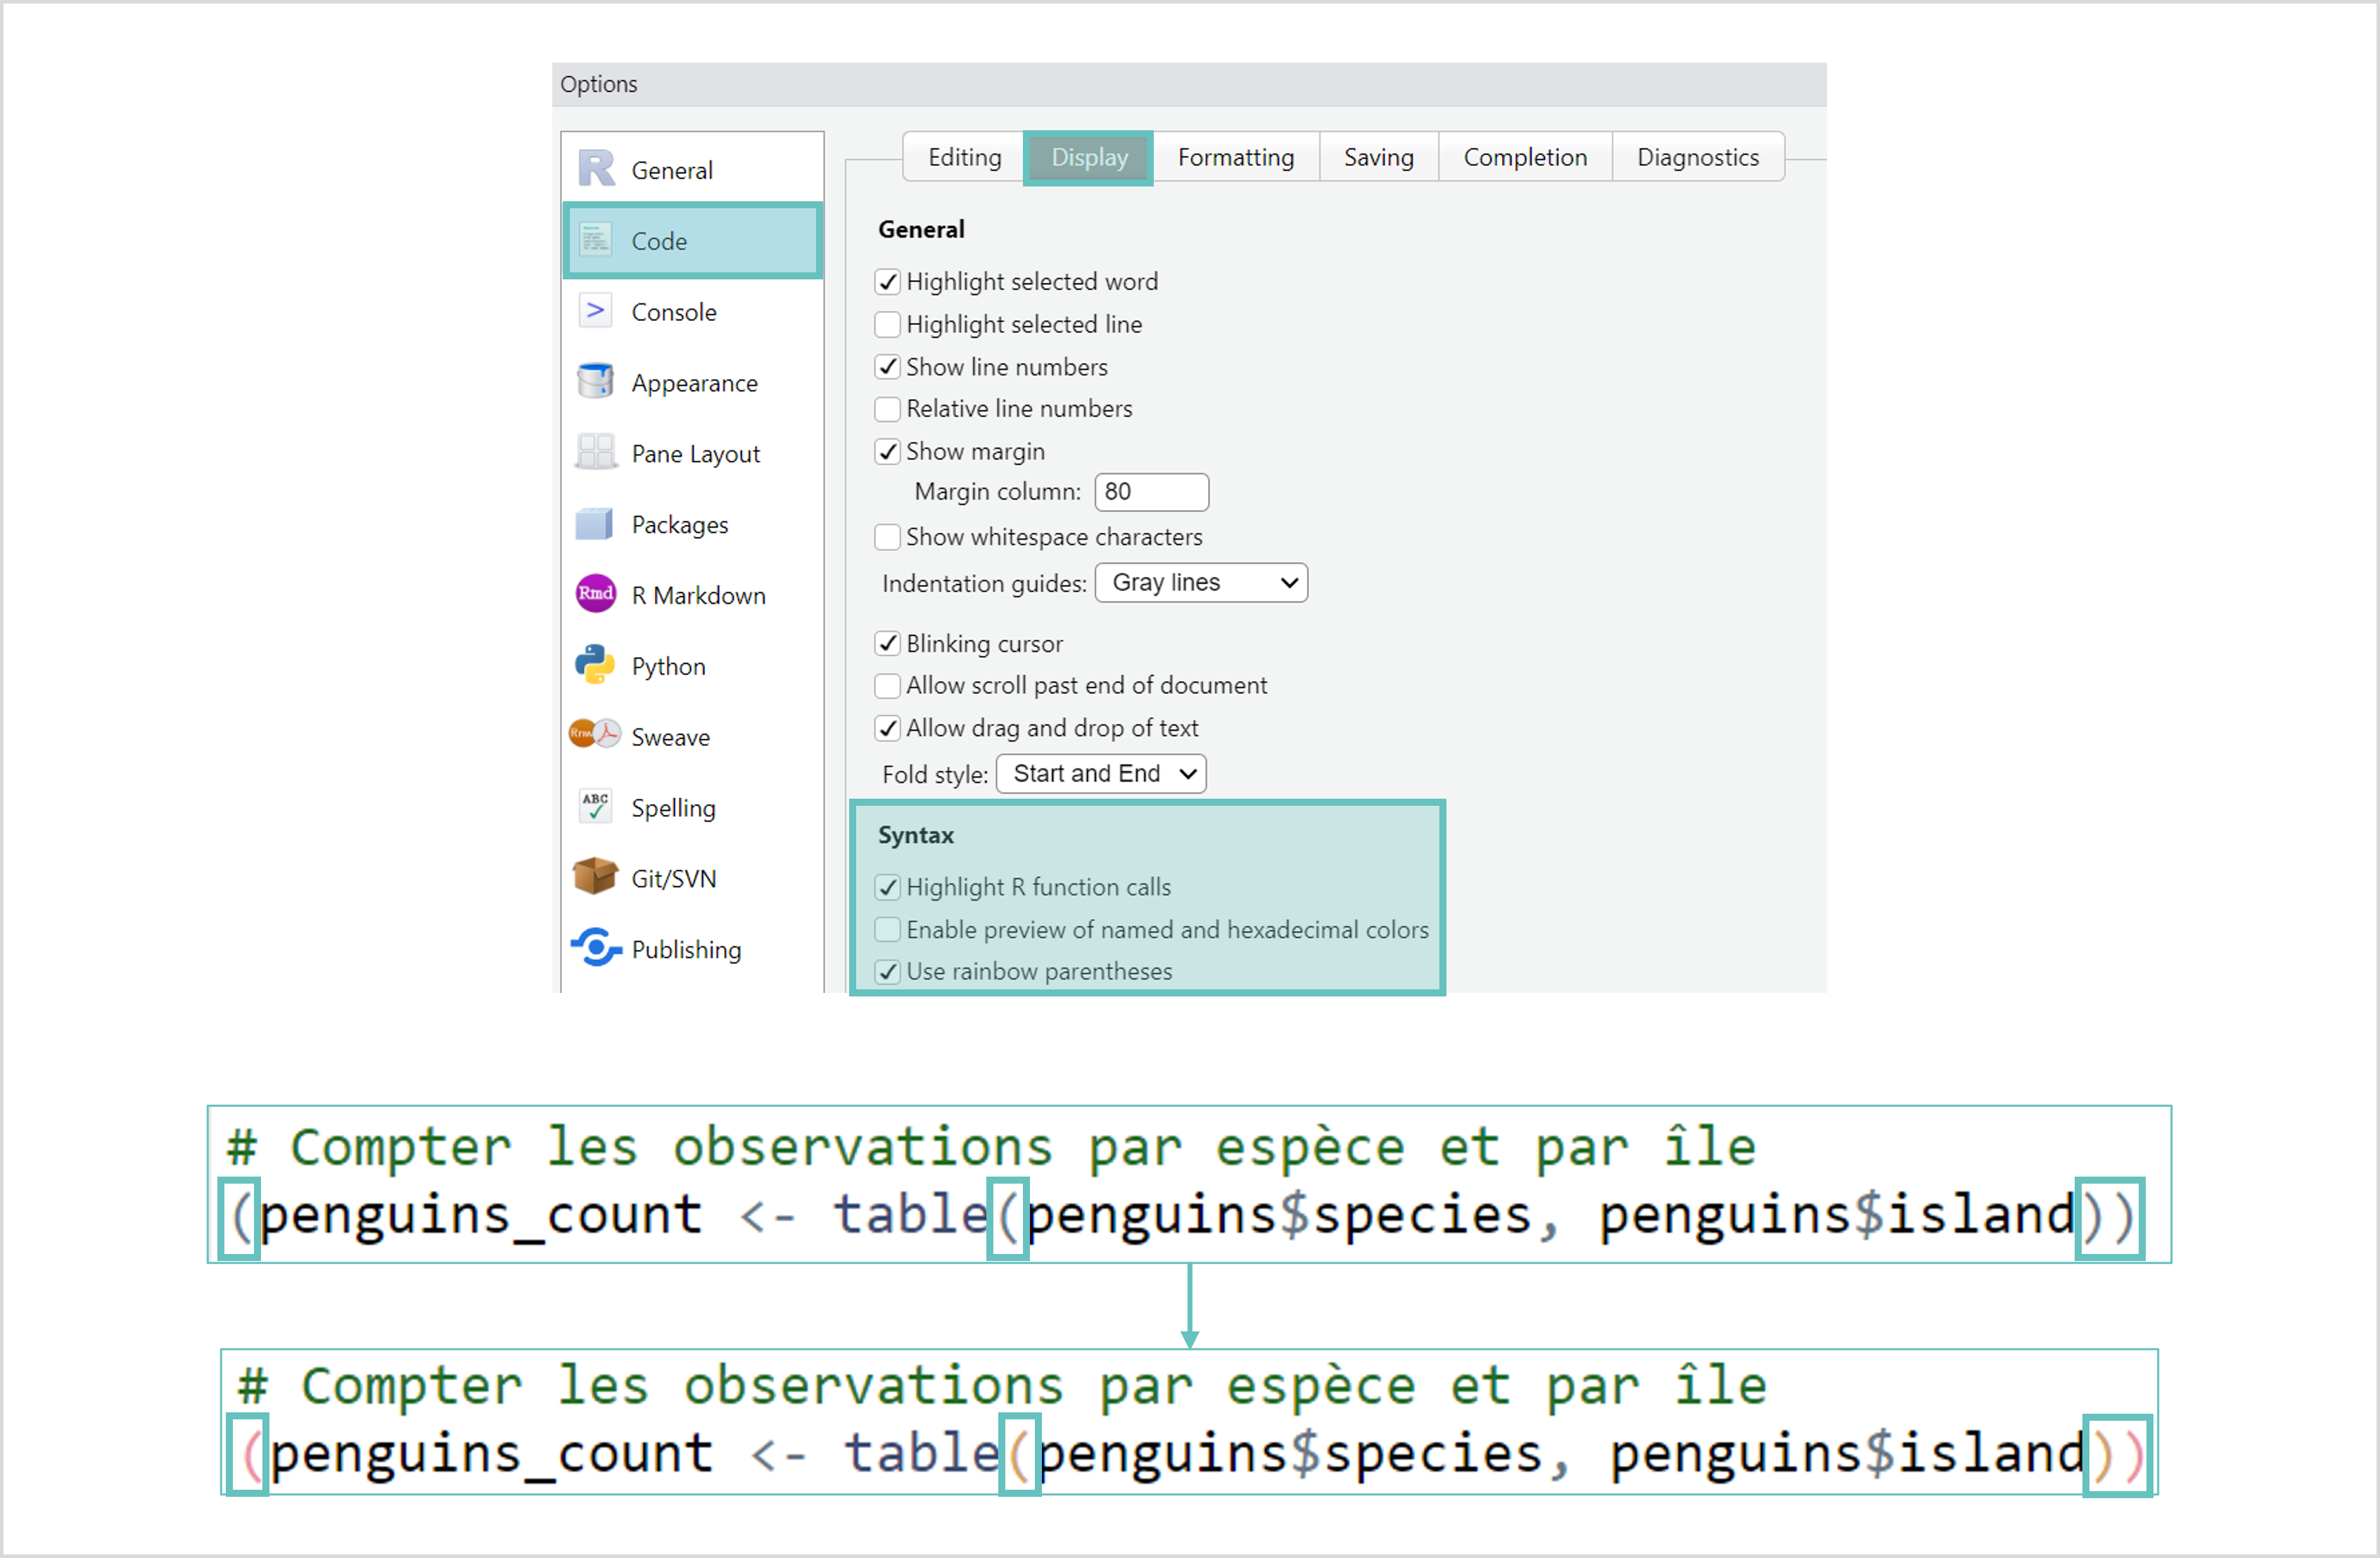 Options
General
Code
Console
Appearance
Pane Layout
Packages
Rmd R Markdown
Python
Rnw Sweave
ABC Spelling
Git/SVN
Publishing
Editing Display Formatting Saving Completion Diagnostics
General
Highlight selected word
Highlight selected line
Show line numbers
Relative line numbers
Show margin
Margin column: 80
Show whitespace characters
Indentation guides: Gray lines
Blinking cursor
Allow scroll past end of document
Allow drag and drop of text
Fold style: Start and End
Syntax
Highlight R function calls
Enable preview of named and hexadecimal colors
Use rainbow parentheses
# Compter les observations par espèce et par île
(penguins_count <- table(penguins$species, penguins$island))
# Compter les observations par espèce et par île
(penguins_count <- table(penguins$species, penguins$island))